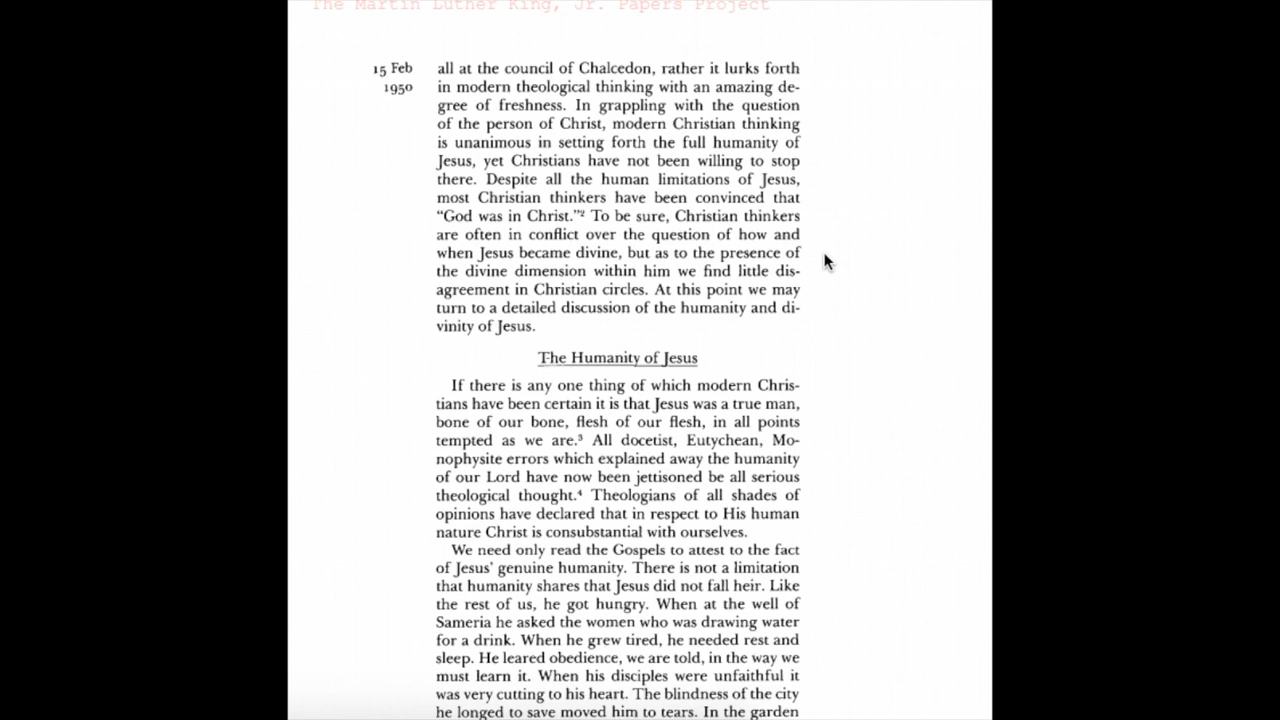 The Martin Luther King, Jr. Papers Project
15 Feb
1950
all at the council of Chalcedon, rather it lurks forth
in modern theological thinking with an amazing de-
gree of freshness. In grappling with the question
of the person of Christ, modern Christian thinking
is unanimous in setting forth the full humanity of
Jesus, yet Christians have not been willing to stop
there. Despite all the human limitations of Jesus,
most Christian thinkers have been convinced that
“God was in Christ.”² To be sure, Christian thinkers
are often in conflict over the question of how and
when Jesus became divine, but as to the presence of
the divine dimension within him we find little dis-
agreement in Christian circles. At this point we may
turn to a detailed discussion of the humanity and di-
vinity of Jesus.
The Humanity of Jesus
If there is any one thing of which modern Chris-
tians have been certain it is that Jesus was a true man,
bone of our bone, flesh of our flesh, in all points
tempted as we are.³ All docetist, Eutychean, Mo-
nophysite errors which explained away the humanity
of our Lord have now been jettisoned be all serious
theological thought.⁴ Theologians of all shades of
opinions have declared that in respect to His human
nature Christ is consubstantial with ourselves.
We need only read the Gospels to attest to the fact
of Jesus’ genuine humanity. There is not a limitation
that humanity shares that Jesus did not fall heir. Like
the rest of us, he got hungry. When at the well of
Sameria he asked the women who was drawing water
for a drink. When he grew tired, he needed rest and
sleep. He leared obedience, we are told, in the way we
must learn it. When his disciples were unfaithful it
was very cutting to his heart. The blindness of the city
he longed to save moved him to tears. In the garden